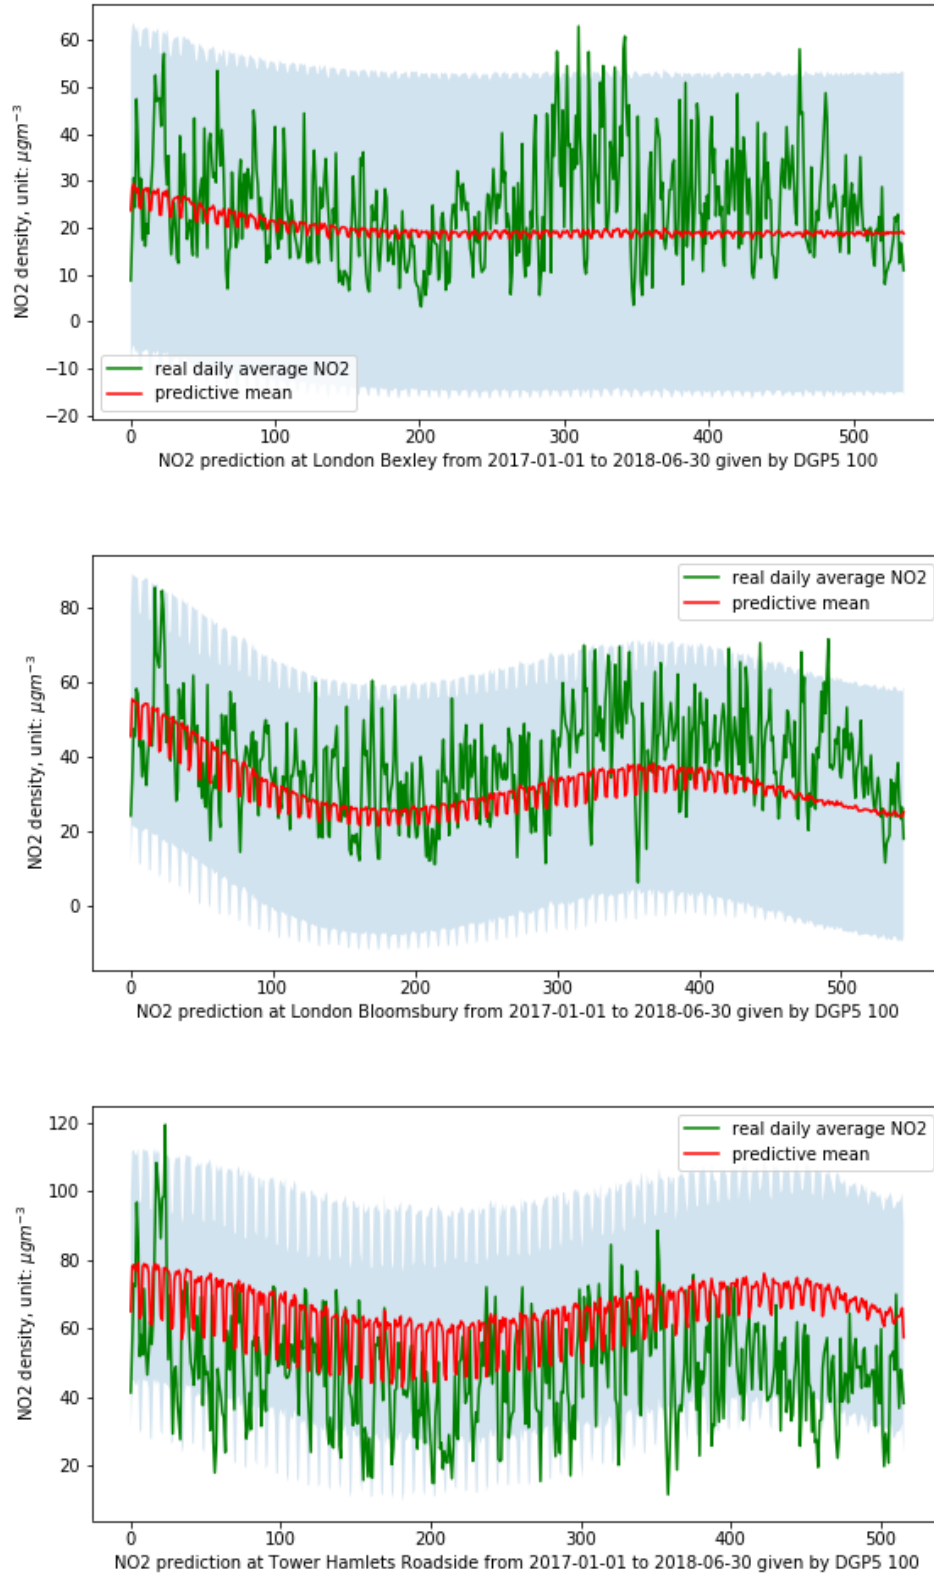 60
50
40
30
20
10
0
−10
−20
NO2 density, unit: μgm⁻³
real daily average NO2
predictive mean
0 100 200 300 400 500
NO2 prediction at London Bexley from 2017-01-01 to 2018-06-30 given by DGP5 100
80
60
40
20
0
NO2 density, unit: μgm⁻³
real daily average NO2
predictive mean
0 100 200 300 400 500
NO2 prediction at London Bloomsbury from 2017-01-01 to 2018-06-30 given by DGP5 100
120
100
80
60
40
20
NO2 density, unit: μgm⁻³
real daily average NO2
predictive mean
0 100 200 300 400 500
NO2 prediction at Tower Hamlets Roadside from 2017-01-01 to 2018-06-30 given by DGP5 100